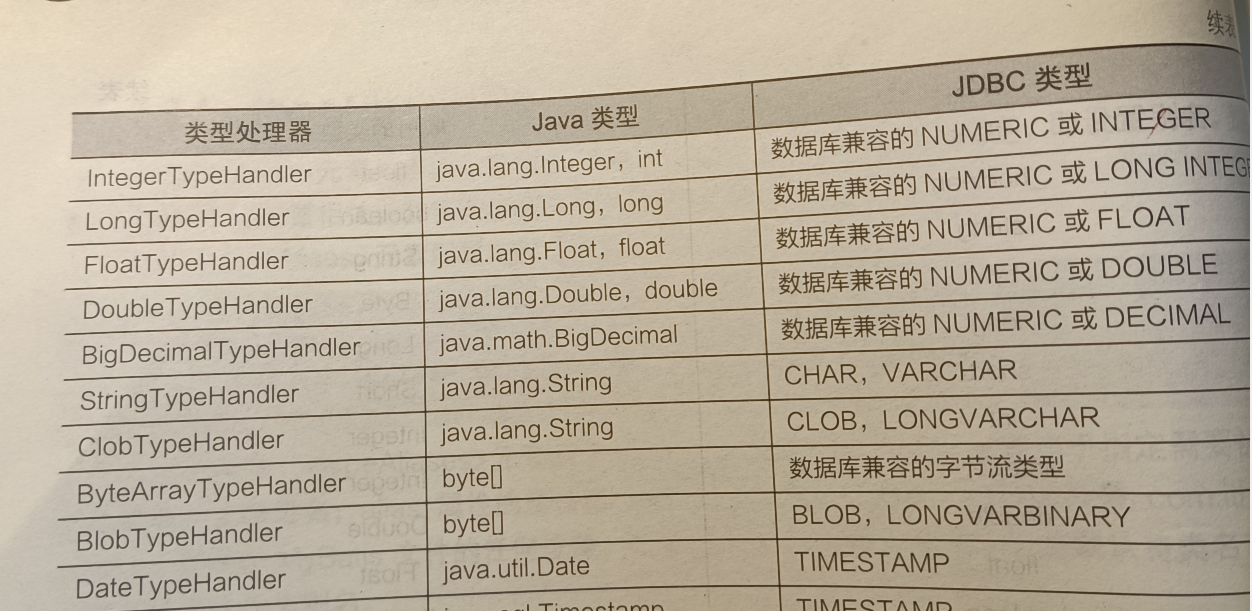 续表
类型处理器 Java 类型 JDBC 类型
IntegerTypeHandler java.lang.Integer，int 数据库兼容的 NUMERIC 或 INTEGER
LongTypeHandler java.lang.Long，long 数据库兼容的 NUMERIC 或 LONG INTEG
FloatTypeHandler java.lang.Float，float 数据库兼容的 NUMERIC 或 FLOAT
DoubleTypeHandler java.lang.Double，double 数据库兼容的 NUMERIC 或 DOUBLE
BigDecimalTypeHandler java.math.BigDecimal 数据库兼容的 NUMERIC 或 DECIMAL
StringTypeHandler java.lang.String CHAR，VARCHAR
ClobTypeHandler java.lang.String CLOB，LONGVARCHAR
ByteArrayTypeHandler byte[] 数据库兼容的字节流类型
BlobTypeHandler byte[] BLOB，LONGVARBINARY
DateTypeHandler java.util.Date TIMESTAMP
TIMESTAMP